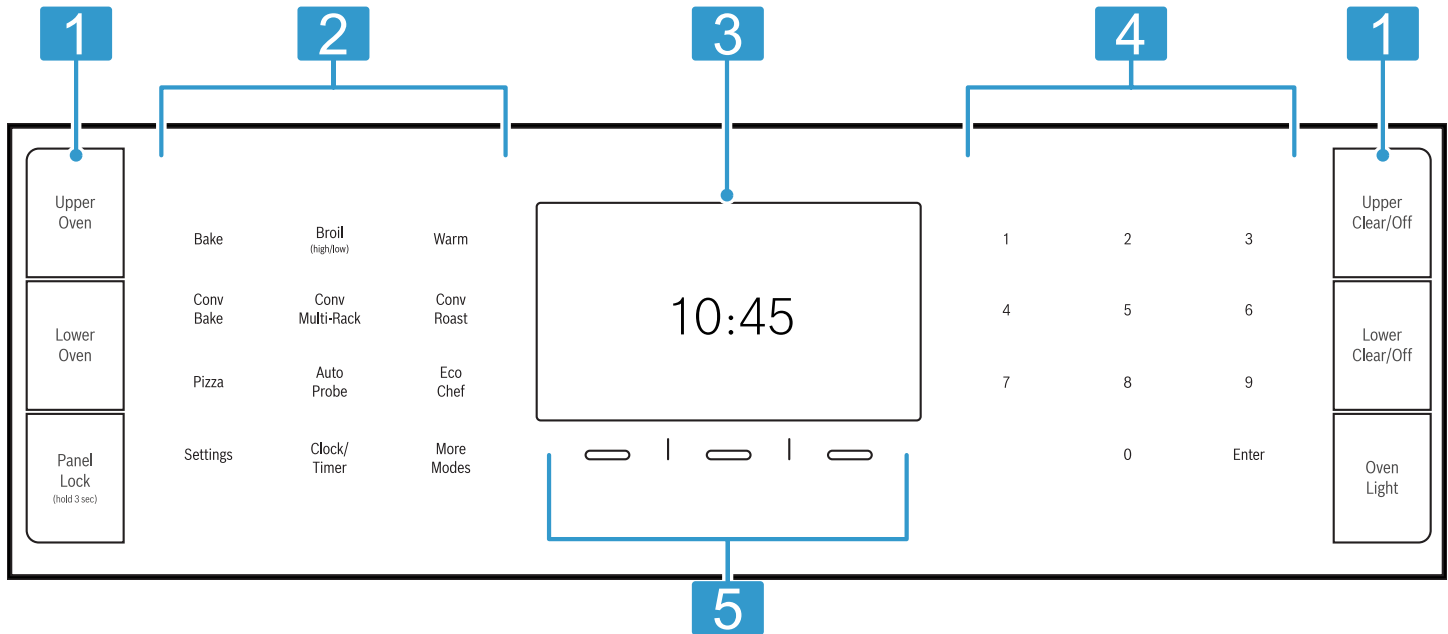 1
2
3
4
1
Upper
Oven
Lower
Oven
Panel
Lock
(hold 3 sec)
Bake
Broil
(high/low)
Warm
Conv
Bake
Conv
Multi-Rack
Conv
Roast
Pizza
Auto
Probe
Eco
Chef
Settings
Clock/
Timer
More
Modes
10:45
1 2 3
4 5 6
7 8 9
0 Enter
Upper
Clear/Off
Lower
Clear/Off
Oven
Light
5